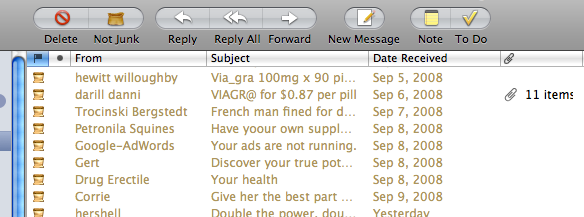 Delete Not Junk Reply Reply All Forward New Message Note To Do
From Subject Date Received
hewitt willoughby Via_gra 100mg x 90 pi... Sep 5, 2008
darill danni VIAGR@ for $0.87 per pill Sep 6, 2008 11 items
Trocinski Bergstedt French man fined for d... Sep 7, 2008
Petronila Squines Have yoour own suppl... Sep 8, 2008
Google-AdWords Your ads are not running. Sep 8, 2008
Gert Discover your true pot... Sep 8, 2008
Drug Erectile Your health Sep 8, 2008
Corrie Give her the best part ... Sep 9, 2008
hershell Double the power, dou... Yesterday